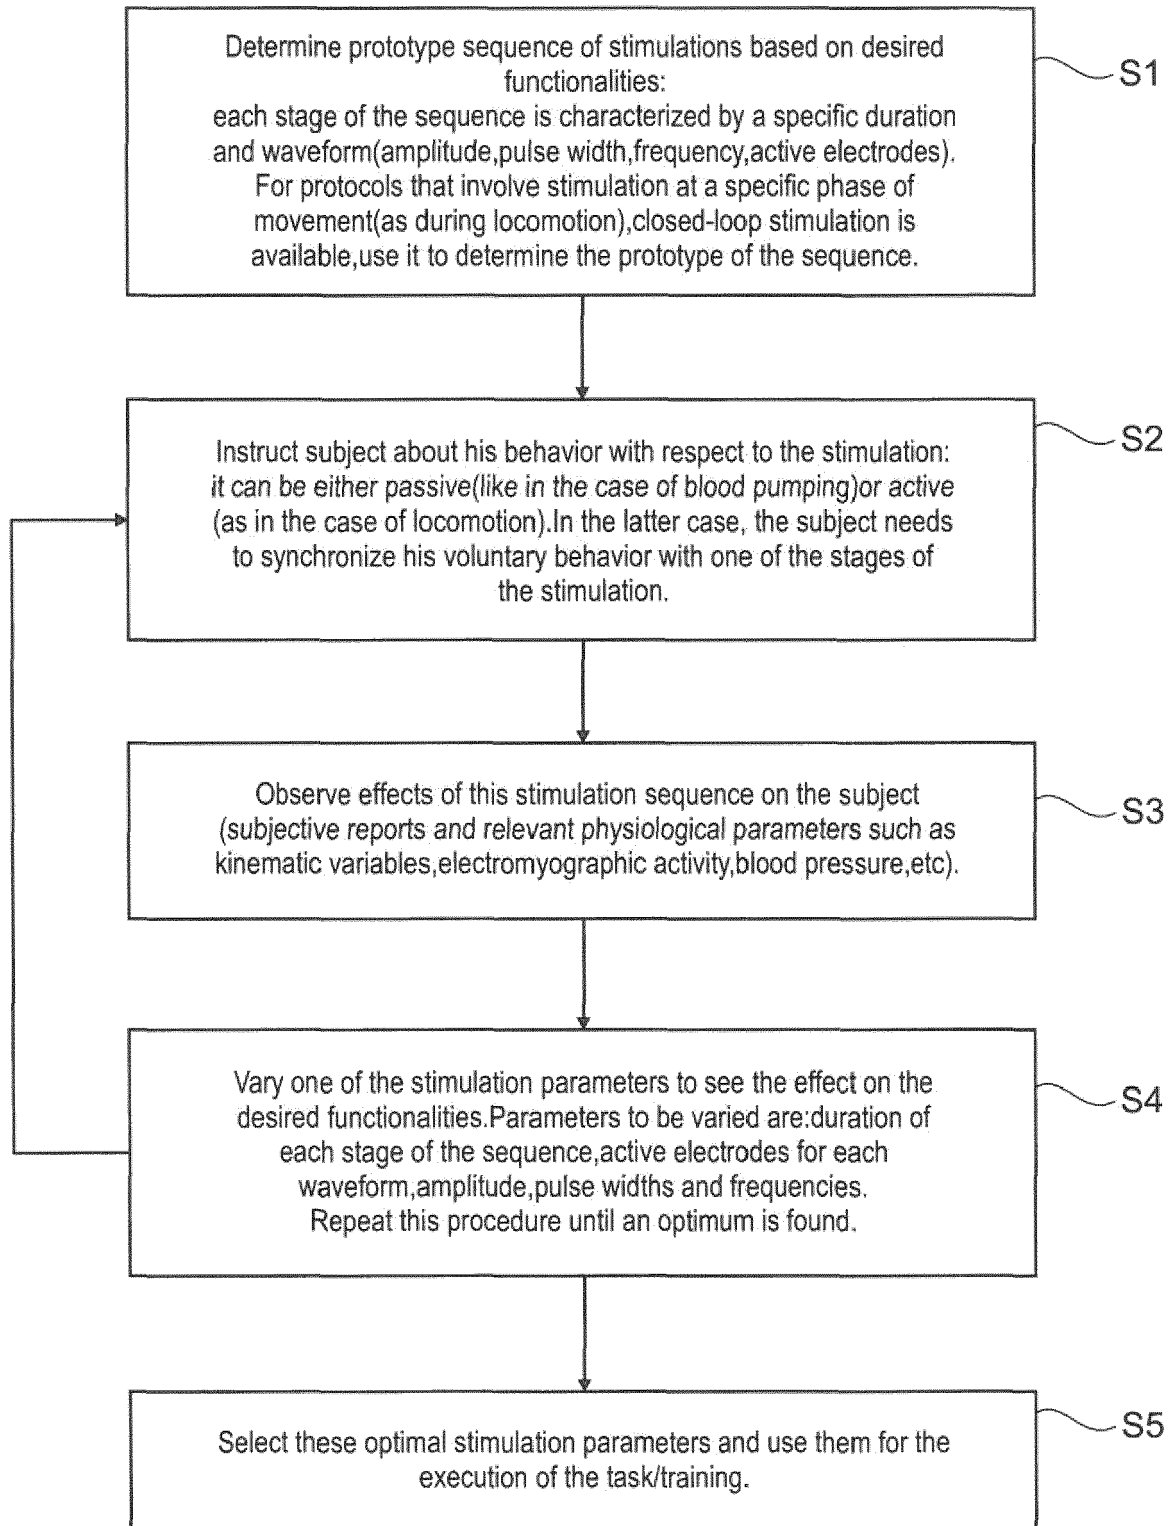 Determine prototype sequence of stimulations based on desired
functionalities:
each stage of the sequence is characterized by a specific duration
and waveform(amplitude,pulse width,frequency,active electrodes).
For protocols that involve stimulation at a specific phase of
movement(as during locomotion),closed-loop stimulation is
available,use it to determine the prototype of the sequence.
S1
Instruct subject about his behavior with respect to the stimulation:
it can be either passive(like in the case of blood pumping)or active
(as in the case of locomotion).In the latter case, the subject needs
to synchronize his voluntary behavior with one of the stages of
the stimulation.
S2
Observe effects of this stimulation sequence on the subject
(subjective reports and relevant physiological parameters such as
kinematic variables,electromyographic activity,blood pressure,etc).
S3
Vary one of the stimulation parameters to see the effect on the
desired functionalities.Parameters to be varied are:duration of
each stage of the sequence,active electrodes for each
waveform,amplitude,pulse widths and frequencies.
Repeat this procedure until an optimum is found.
S4
Select these optimal stimulation parameters and use them for the
execution of the task/training.
S5